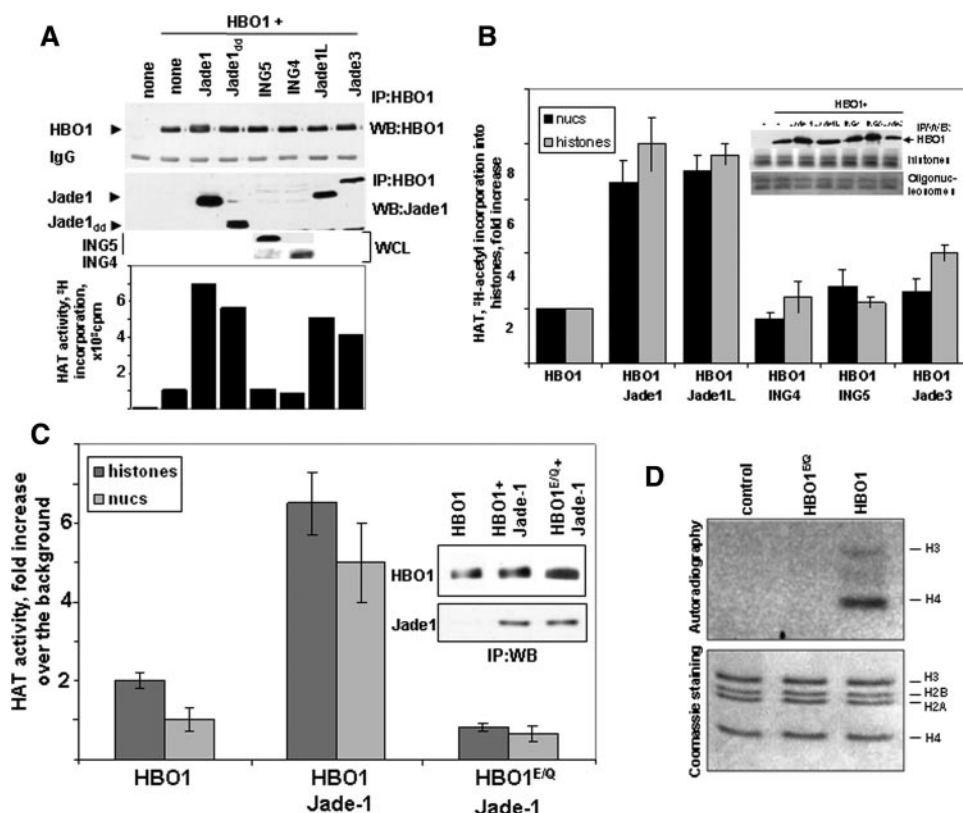 A
HBO1 +
none
none
Jade1
Jade1dd
ING5
ING4
Jade1L
Jade3
IP:HBO1
HBO1
WB:HBO1
IgG
IP:HBO1
Jade1
WB:Jade1
Jade1dd
ING5
ING4
WCL
HAT activity, ³H
incorporation,
6
4
2
B
nucs
histones
HBO1+
- - 
IP/WB:
HBO1
histones
Oligonuc-
leosomes
HAT, ³H-acetyl incorporation into
histones, fold increase
8
6
4
2
HBO1
HBO1
Jade1
HBO1
Jade1L
HBO1
ING4
HBO1
ING5
HBO1
Jade3
C
histones
nucs
HBO1
HBO1+
Jade-1
HBO1E/Q+
Jade-1
HBO1
Jade1
IP:WB
HAT activity, fold increase
over the background
6
4
2
HBO1
HBO1
Jade-1
HBO1E/Q
Jade-1
D
control
HBO1E/Q
HBO1
Autoradiography
H3
H4
Coomassie staining
H3
H2B
H2A
H4